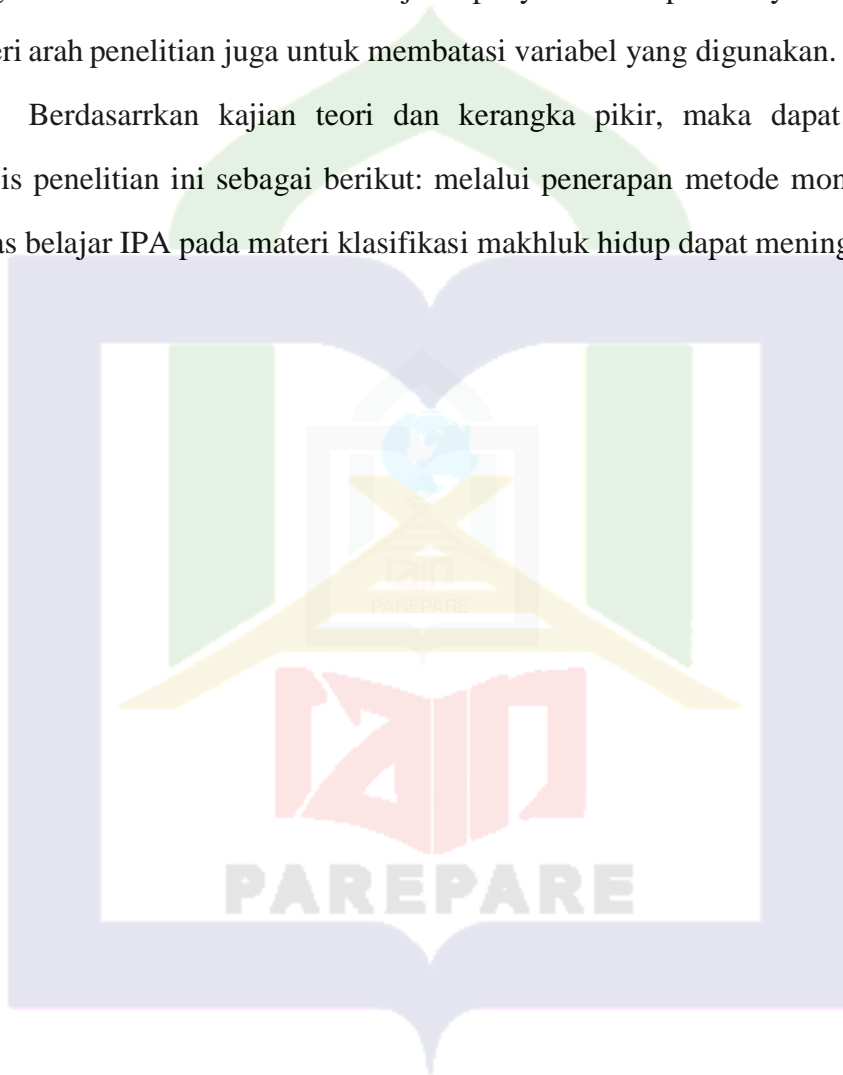 eri arah penelitian juga untuk membatasi variabel yang digunakan.
Berdasarrkan kajian teori dan kerangka pikir, maka dapat
is penelitian ini sebagai berikut: melalui penerapan metode mon
as belajar IPA pada materi klasifikasi makhluk hidup dapat mening
PAREPARE
PAREPARE